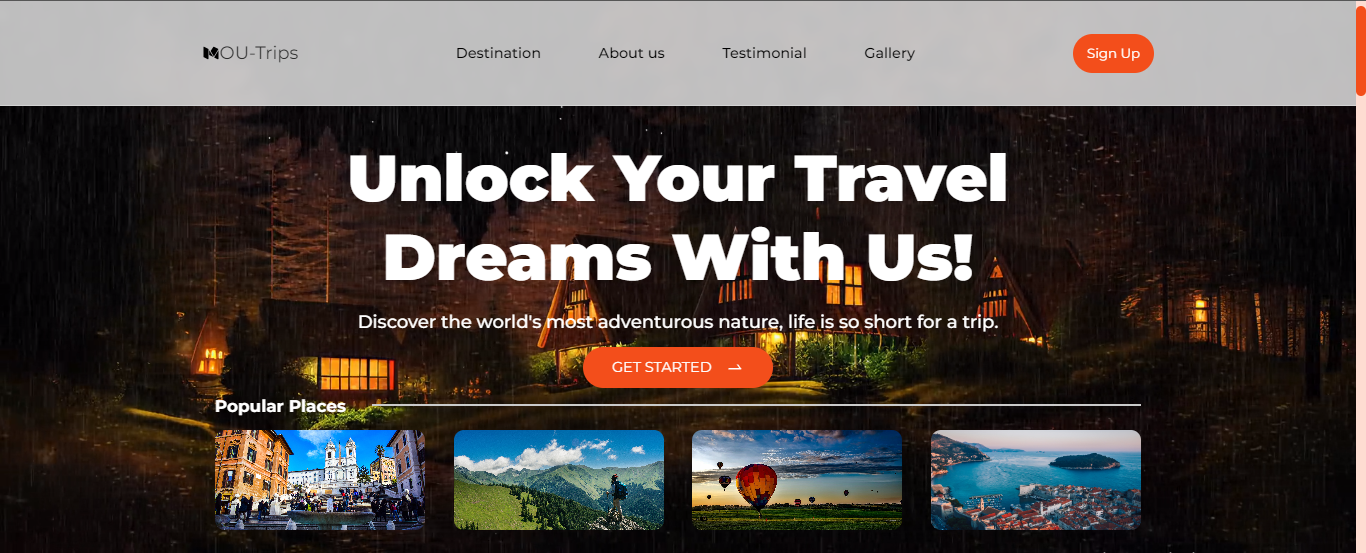 MOU-Trips
Destination
About us
Testimonial
Gallery
Sign Up
Unlock Your Travel
Dreams With Us!
Discover the world's most adventurous nature, life is so short for a trip.
GET STARTED
Popular Places